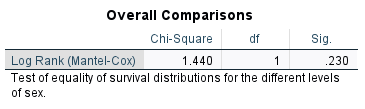 Overall Comparisons
Chi-Square df Sig.
Log Rank (Mantel-Cox) 1.440 1 .230
Test of equality of survival distributions for the different levels
of sex.